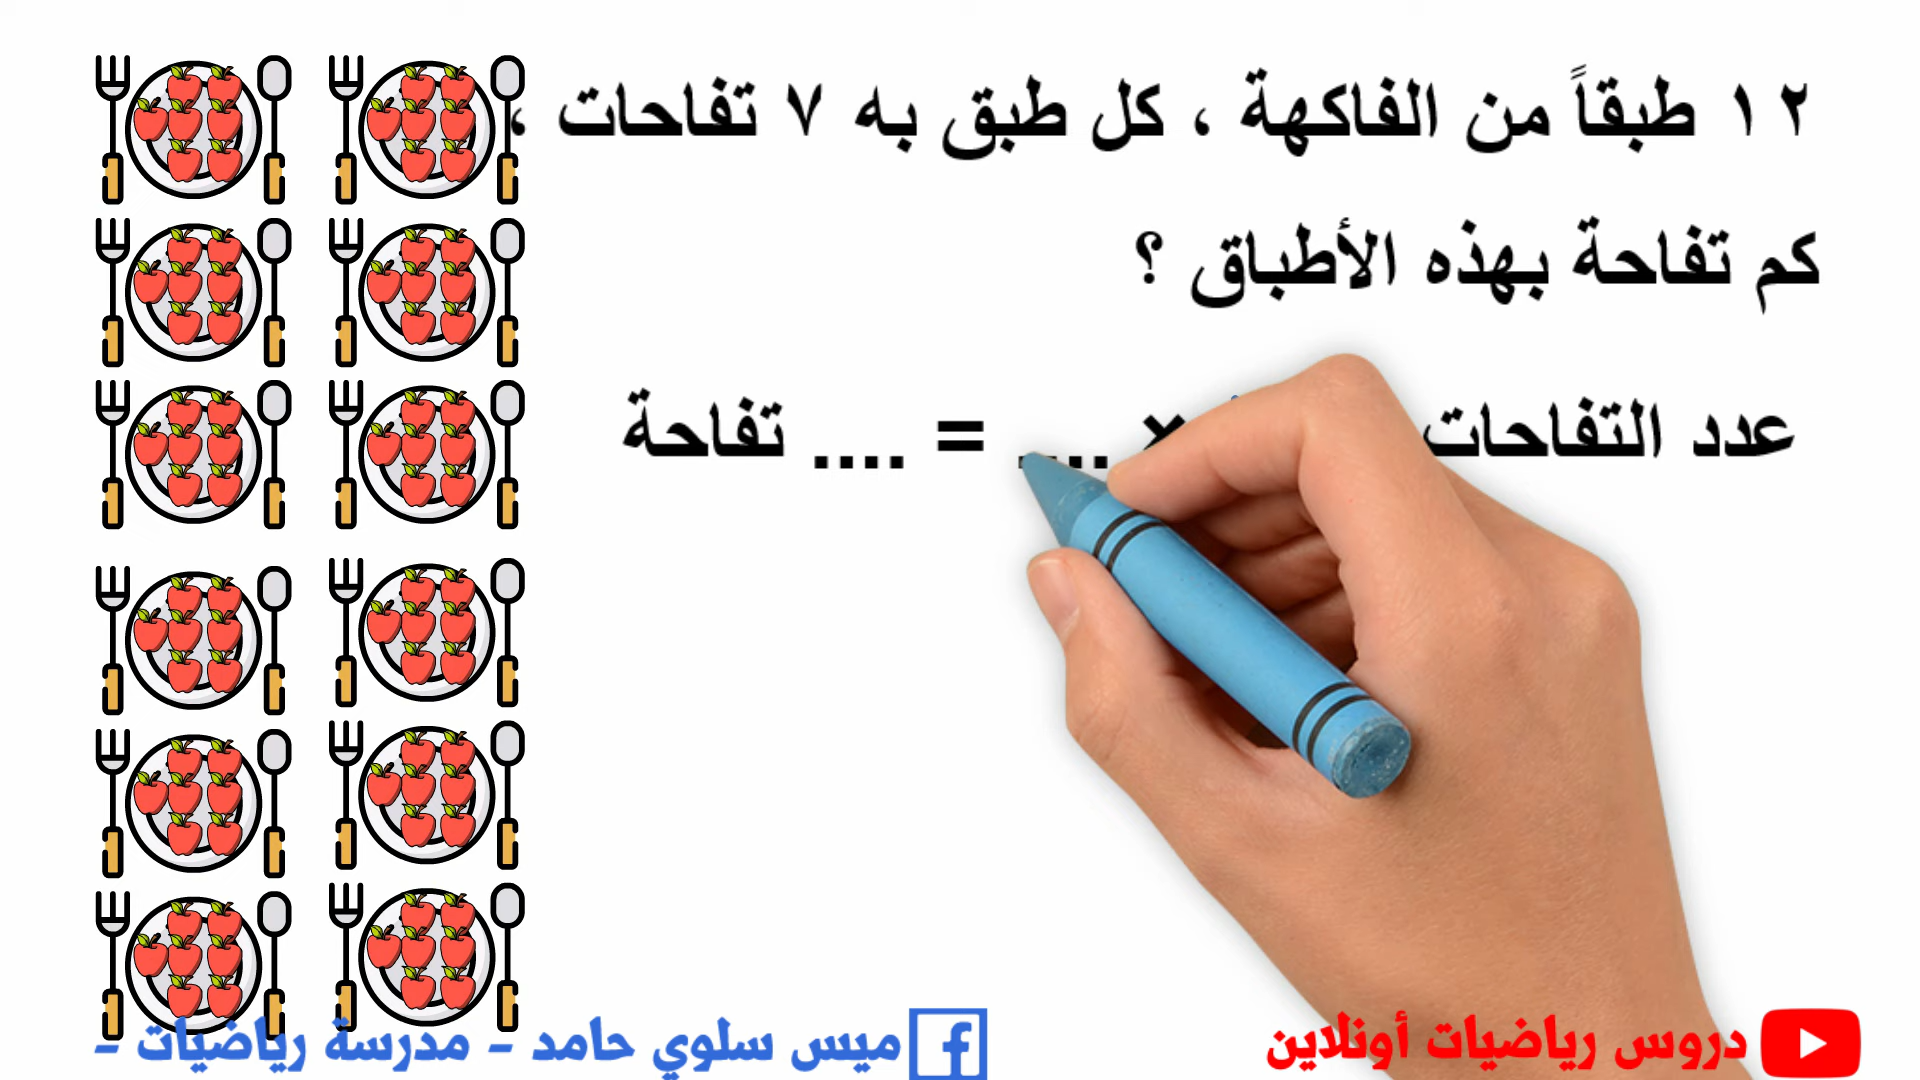 ١٢ طبقاً من الفاكهة ، كل طبق به ٧ تفاحات ،
كم تفاحة بهذه الأطباق ؟
عدد التفاحات × .... = .... تفاحة
دروس رياضيات أونلاين
ميس سلوي حامد - مدرسة رياضيات -